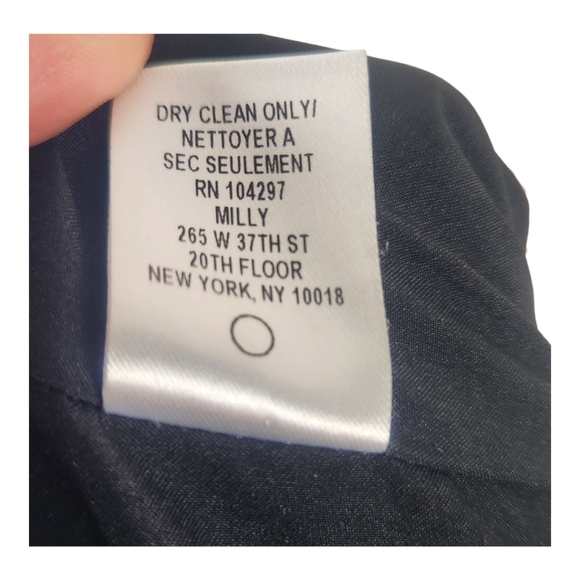 DRY CLEAN ONLY/
NETTOYER A
SEC SEULEMENT
RN 104297
MILLY
265 W 37TH ST
20TH FLOOR
NEW YORK, NY 10018